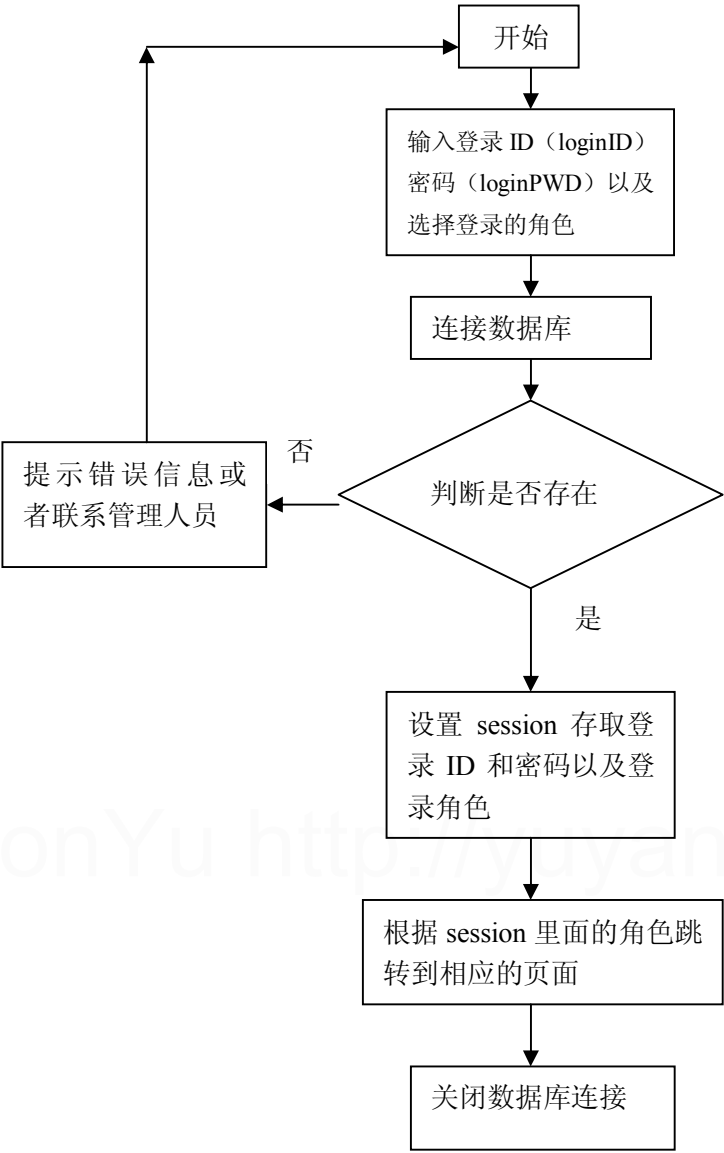 开始
输入登录 ID（loginID）
密码（loginPWD）以及
选择登录的角色
连接数据库
判断是否存在
否
提示错误信息或
者联系管理人员
是
设置 session 存取登
录 ID 和密码以及登
录角色
onYu http://yuyan
根据 session 里面的角色跳
转到相应的页面
关闭数据库连接